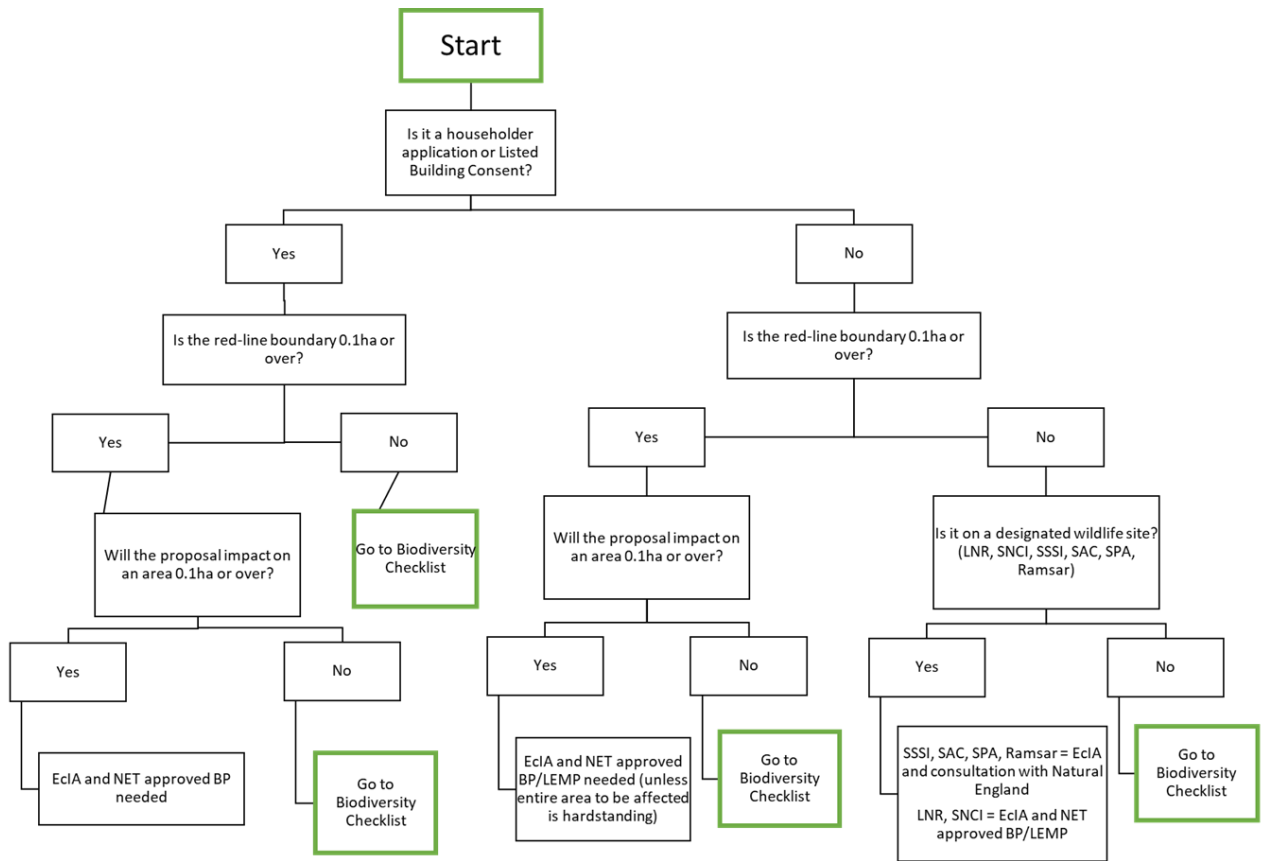 Start
Is it a householder
application or Listed
Building Consent?
Yes
No
Is the red-line boundary 0.1ha or
over?
Is the red-line boundary 0.1ha or
over?
Yes
No
Yes
No
Will the proposal impact on
an area 0.1ha or over?
Go to Biodiversity
Checklist
Will the proposal impact on
an area 0.1ha or over?
Is it on a designated wildlife site?
(LNR, SNCI, SSSI, SAC, SPA,
Ramsar)
Yes
No
Yes
No
Yes
No
EcIA and NET approved BP
needed
Go to
Biodiversity
Checklist
EcIA and NET approved
BP/LEMP needed (unless
entire area to be affected
is hardstanding)
Go to
Biodiversity
Checklist
SSSI, SAC, SPA, Ramsar = EcIA
and consultation with Natural
England
LNR, SNCI = EcIA and NET
approved BP/LEMP
Go to
Biodiversity
Checklist